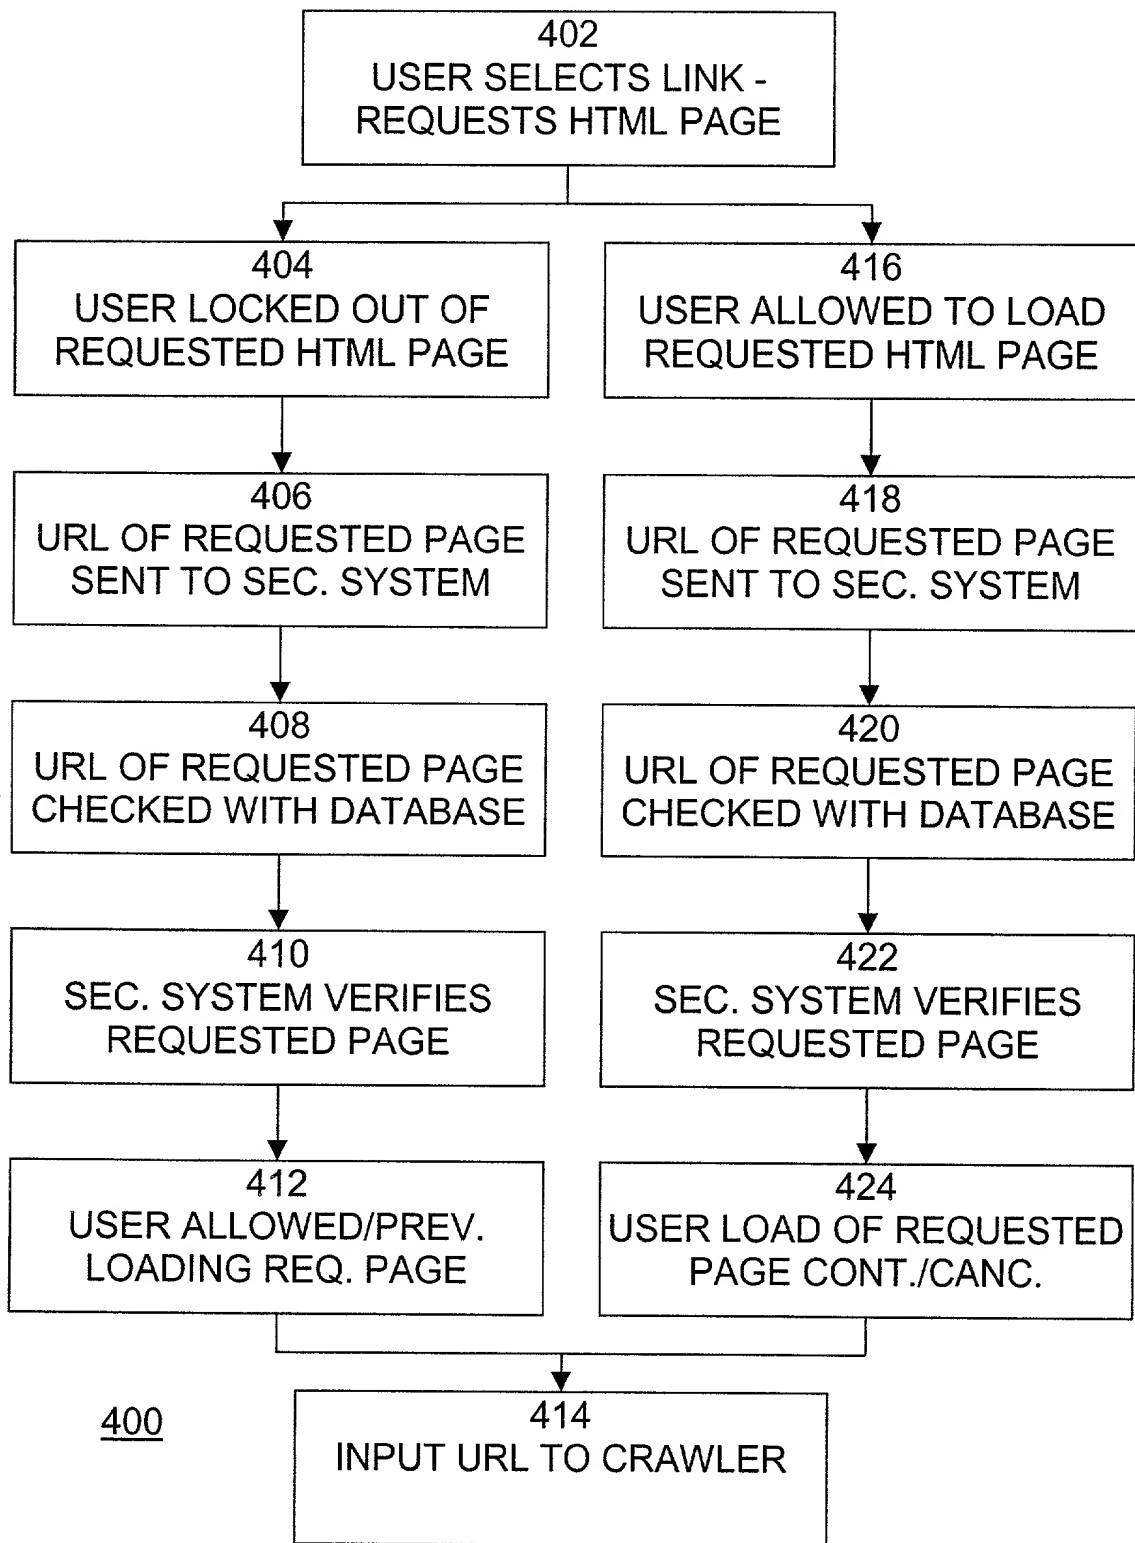 402
USER SELECTS LINK -
REQUESTS HTML PAGE
404
USER LOCKED OUT OF
REQUESTED HTML PAGE
416
USER ALLOWED TO LOAD
REQUESTED HTML PAGE
406
URL OF REQUESTED PAGE
SENT TO SEC. SYSTEM
418
URL OF REQUESTED PAGE
SENT TO SEC. SYSTEM
408
URL OF REQUESTED PAGE
CHECKED WITH DATABASE
420
URL OF REQUESTED PAGE
CHECKED WITH DATABASE
410
SEC. SYSTEM VERIFIES
REQUESTED PAGE
422
SEC. SYSTEM VERIFIES
REQUESTED PAGE
412
USER ALLOWED/PREV.
LOADING REQ. PAGE
424
USER LOAD OF REQUESTED
PAGE CONT./CANC.
400
414
INPUT URL TO CRAWLER